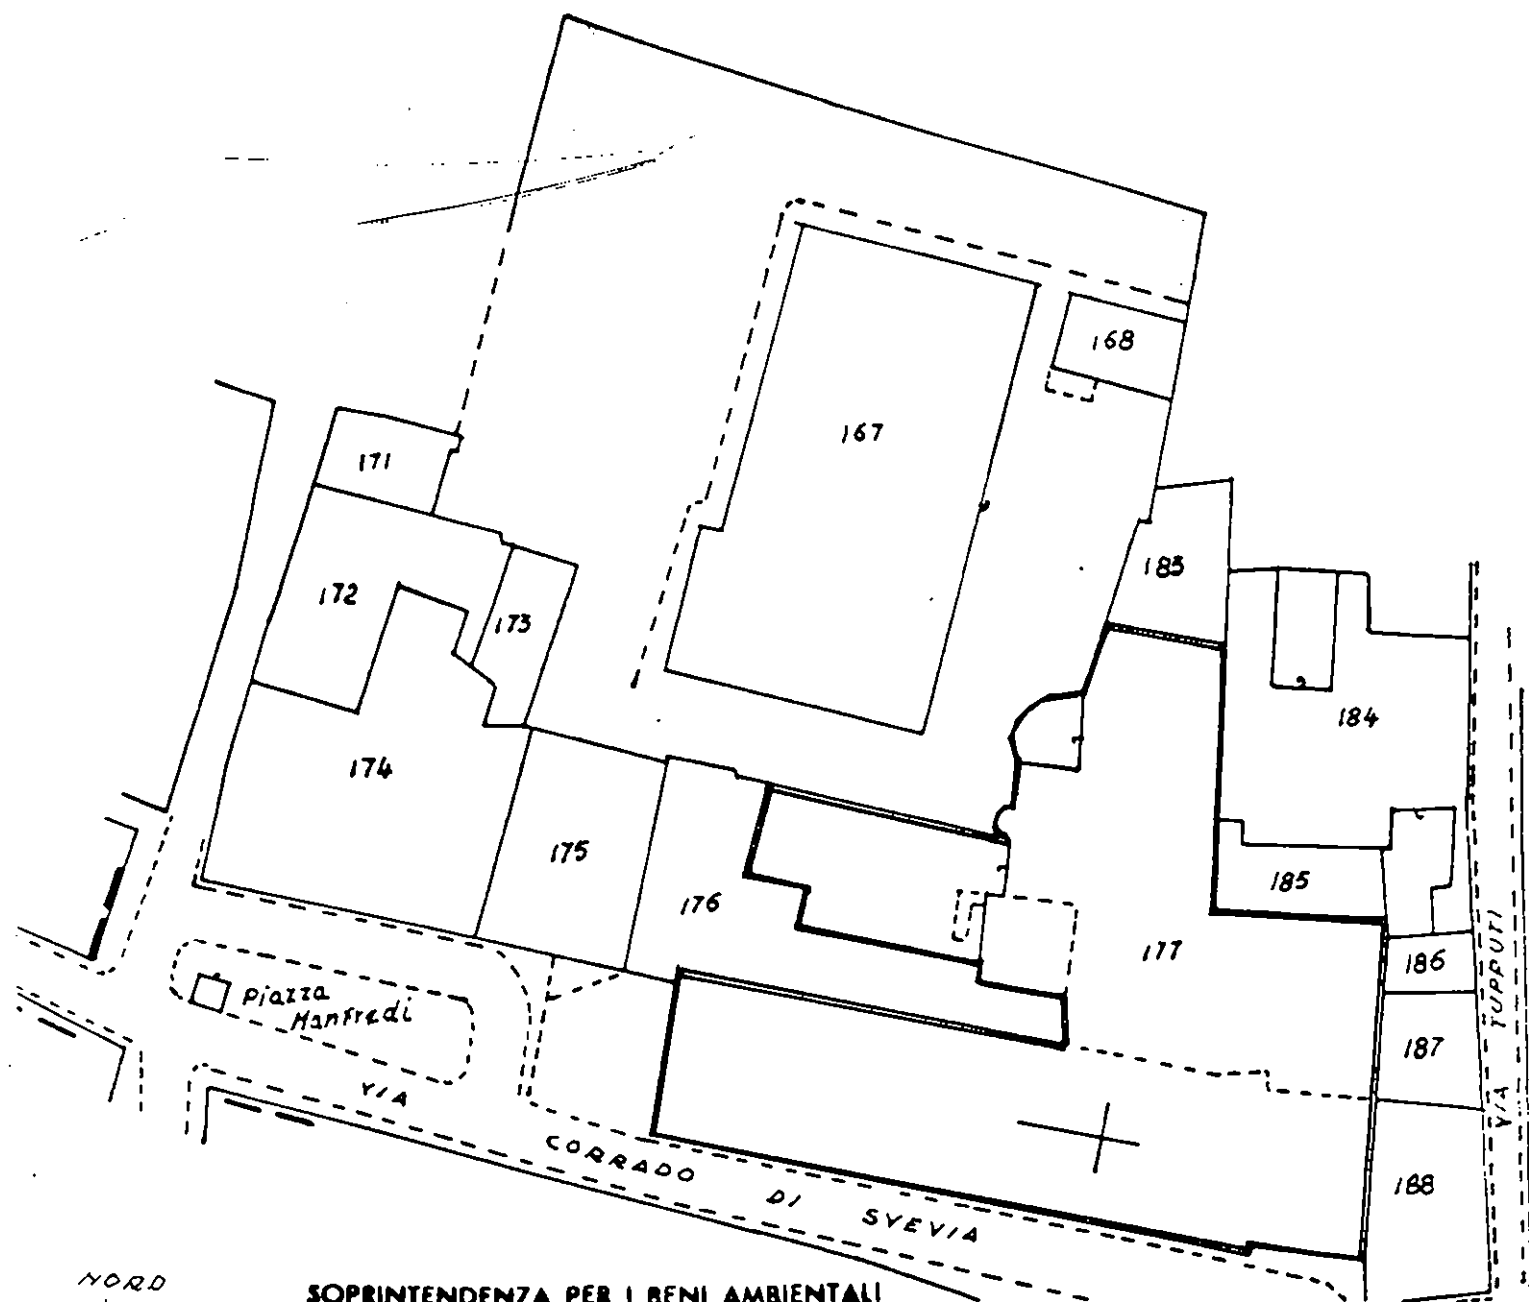 168
167
171
183
172
173
184
174
175
185
176
177
186
Piazza
Manfredi
187
VIA
CORRADO DI SVEVIA
VIA TUPPUTI
188
NORD
SOPRINTENDENZA PER I BENI AMBIENTALI